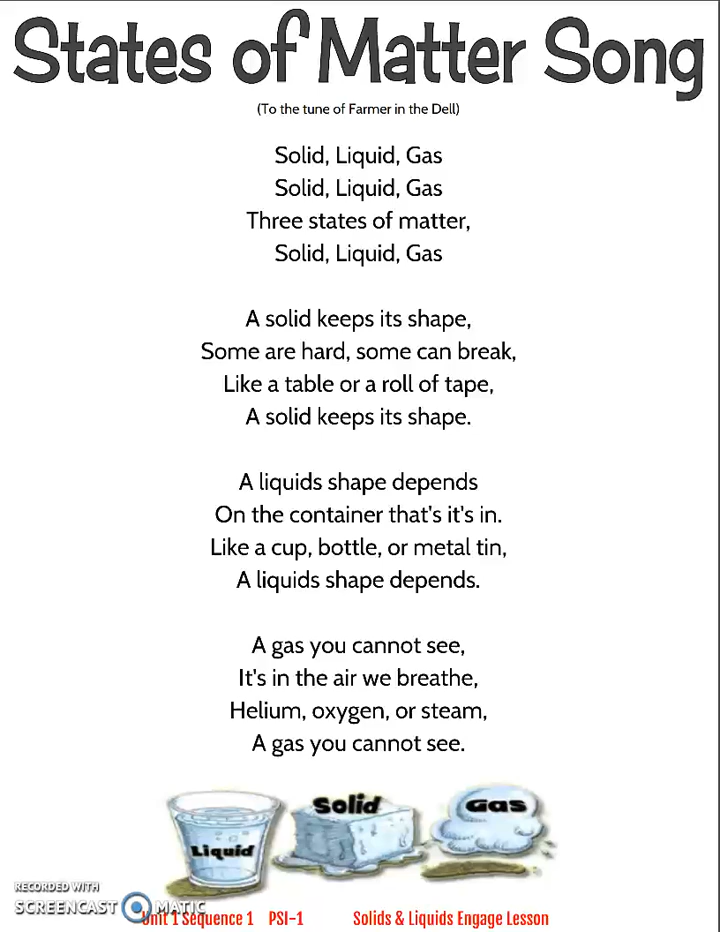 States of Matter Song
(To the tune of Farmer in the Dell)
Solid, Liquid, Gas
Solid, Liquid, Gas
Three states of matter,
Solid, Liquid, Gas
A solid keeps its shape,
Some are hard, some can break,
Like a table or a roll of tape,
A solid keeps its shape.
A liquids shape depends
On the container that's it's in.
Like a cup, bottle, or metal tin,
A liquids shape depends.
A gas you cannot see,
It's in the air we breathe,
Helium, oxygen, or steam,
A gas you cannot see.
Liquid
Solid
Gas
RECORDED WITH
SCREENCAST MATIC
Unit 1 Sequence 1 PSI-1 Solids & Liquids Engage Lesson